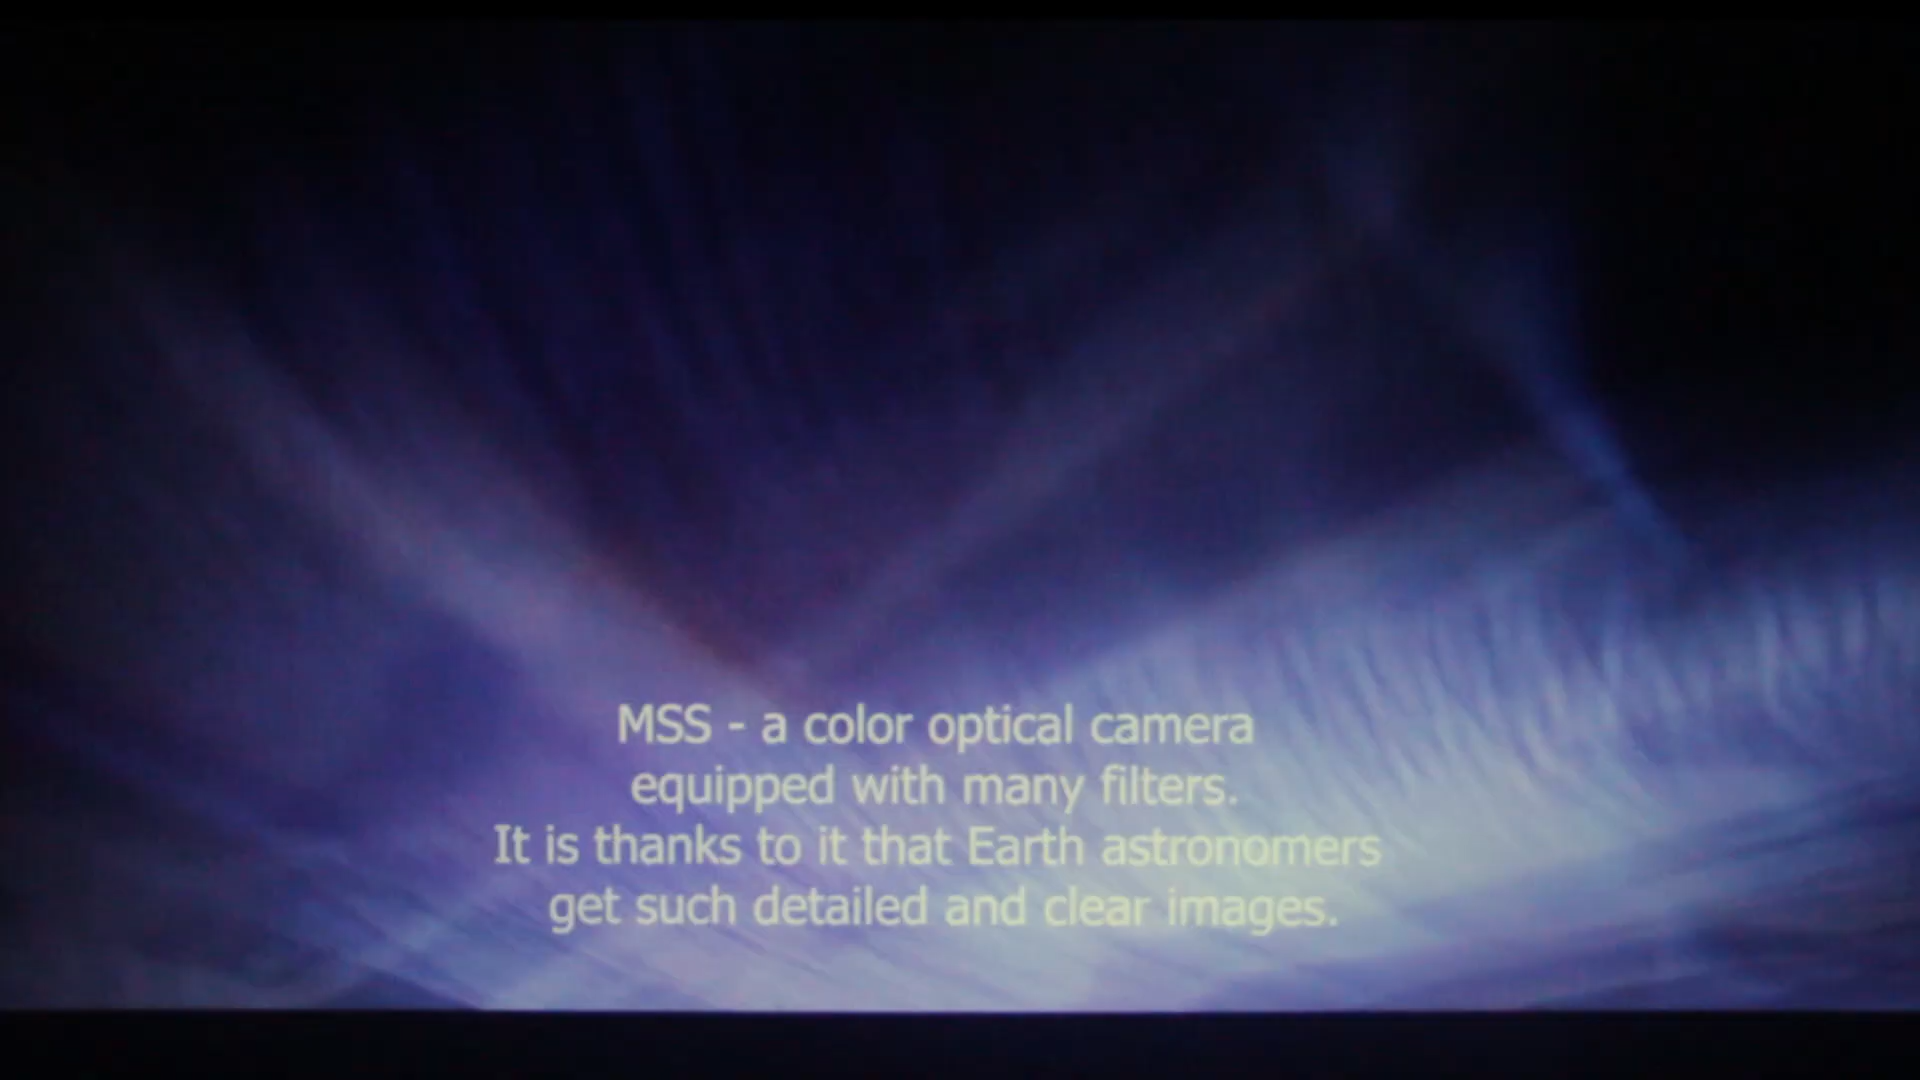 MSS - a color optical camera
equipped with many filters.
It is thanks to it that Earth astronomers
get such detailed and clear images.